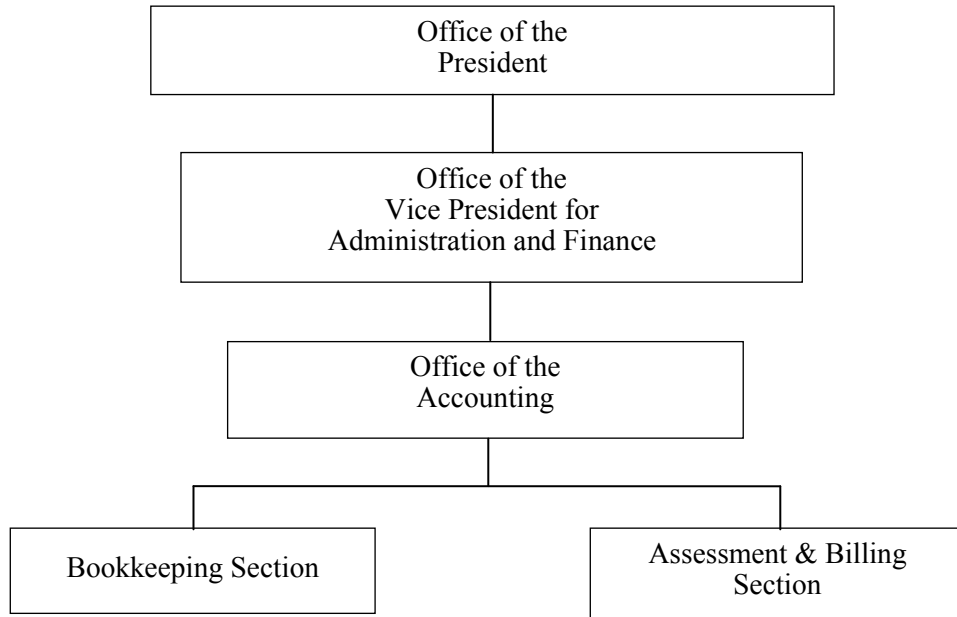 Office of the
President
Office of the
Vice President for
Administration and Finance
Office of the
Accounting
Bookkeeping Section
Assessment & Billing
Section